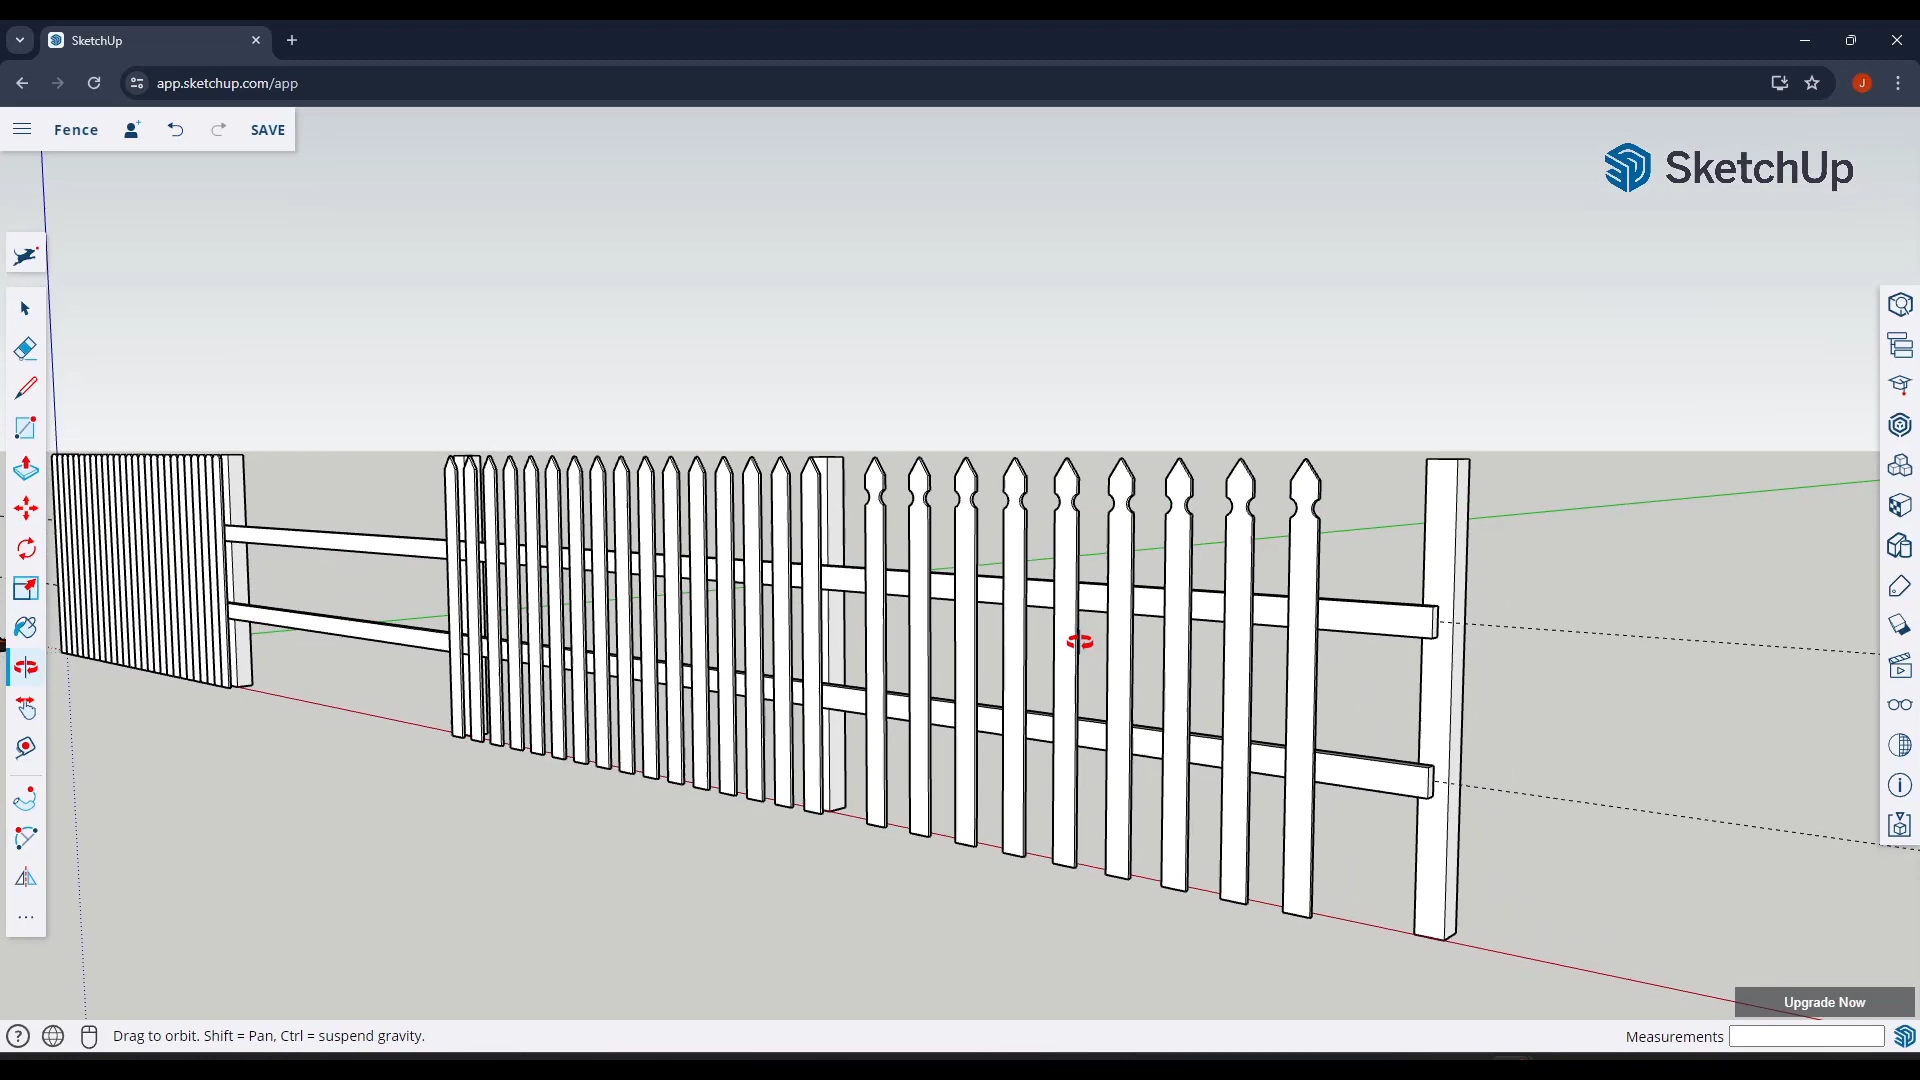 SketchUp
app.sketchup.com/app
J
Fence
SAVE
SketchUp
Upgrade Now
Drag to orbit. Shift = Pan, Ctrl = suspend gravity.
Measurements